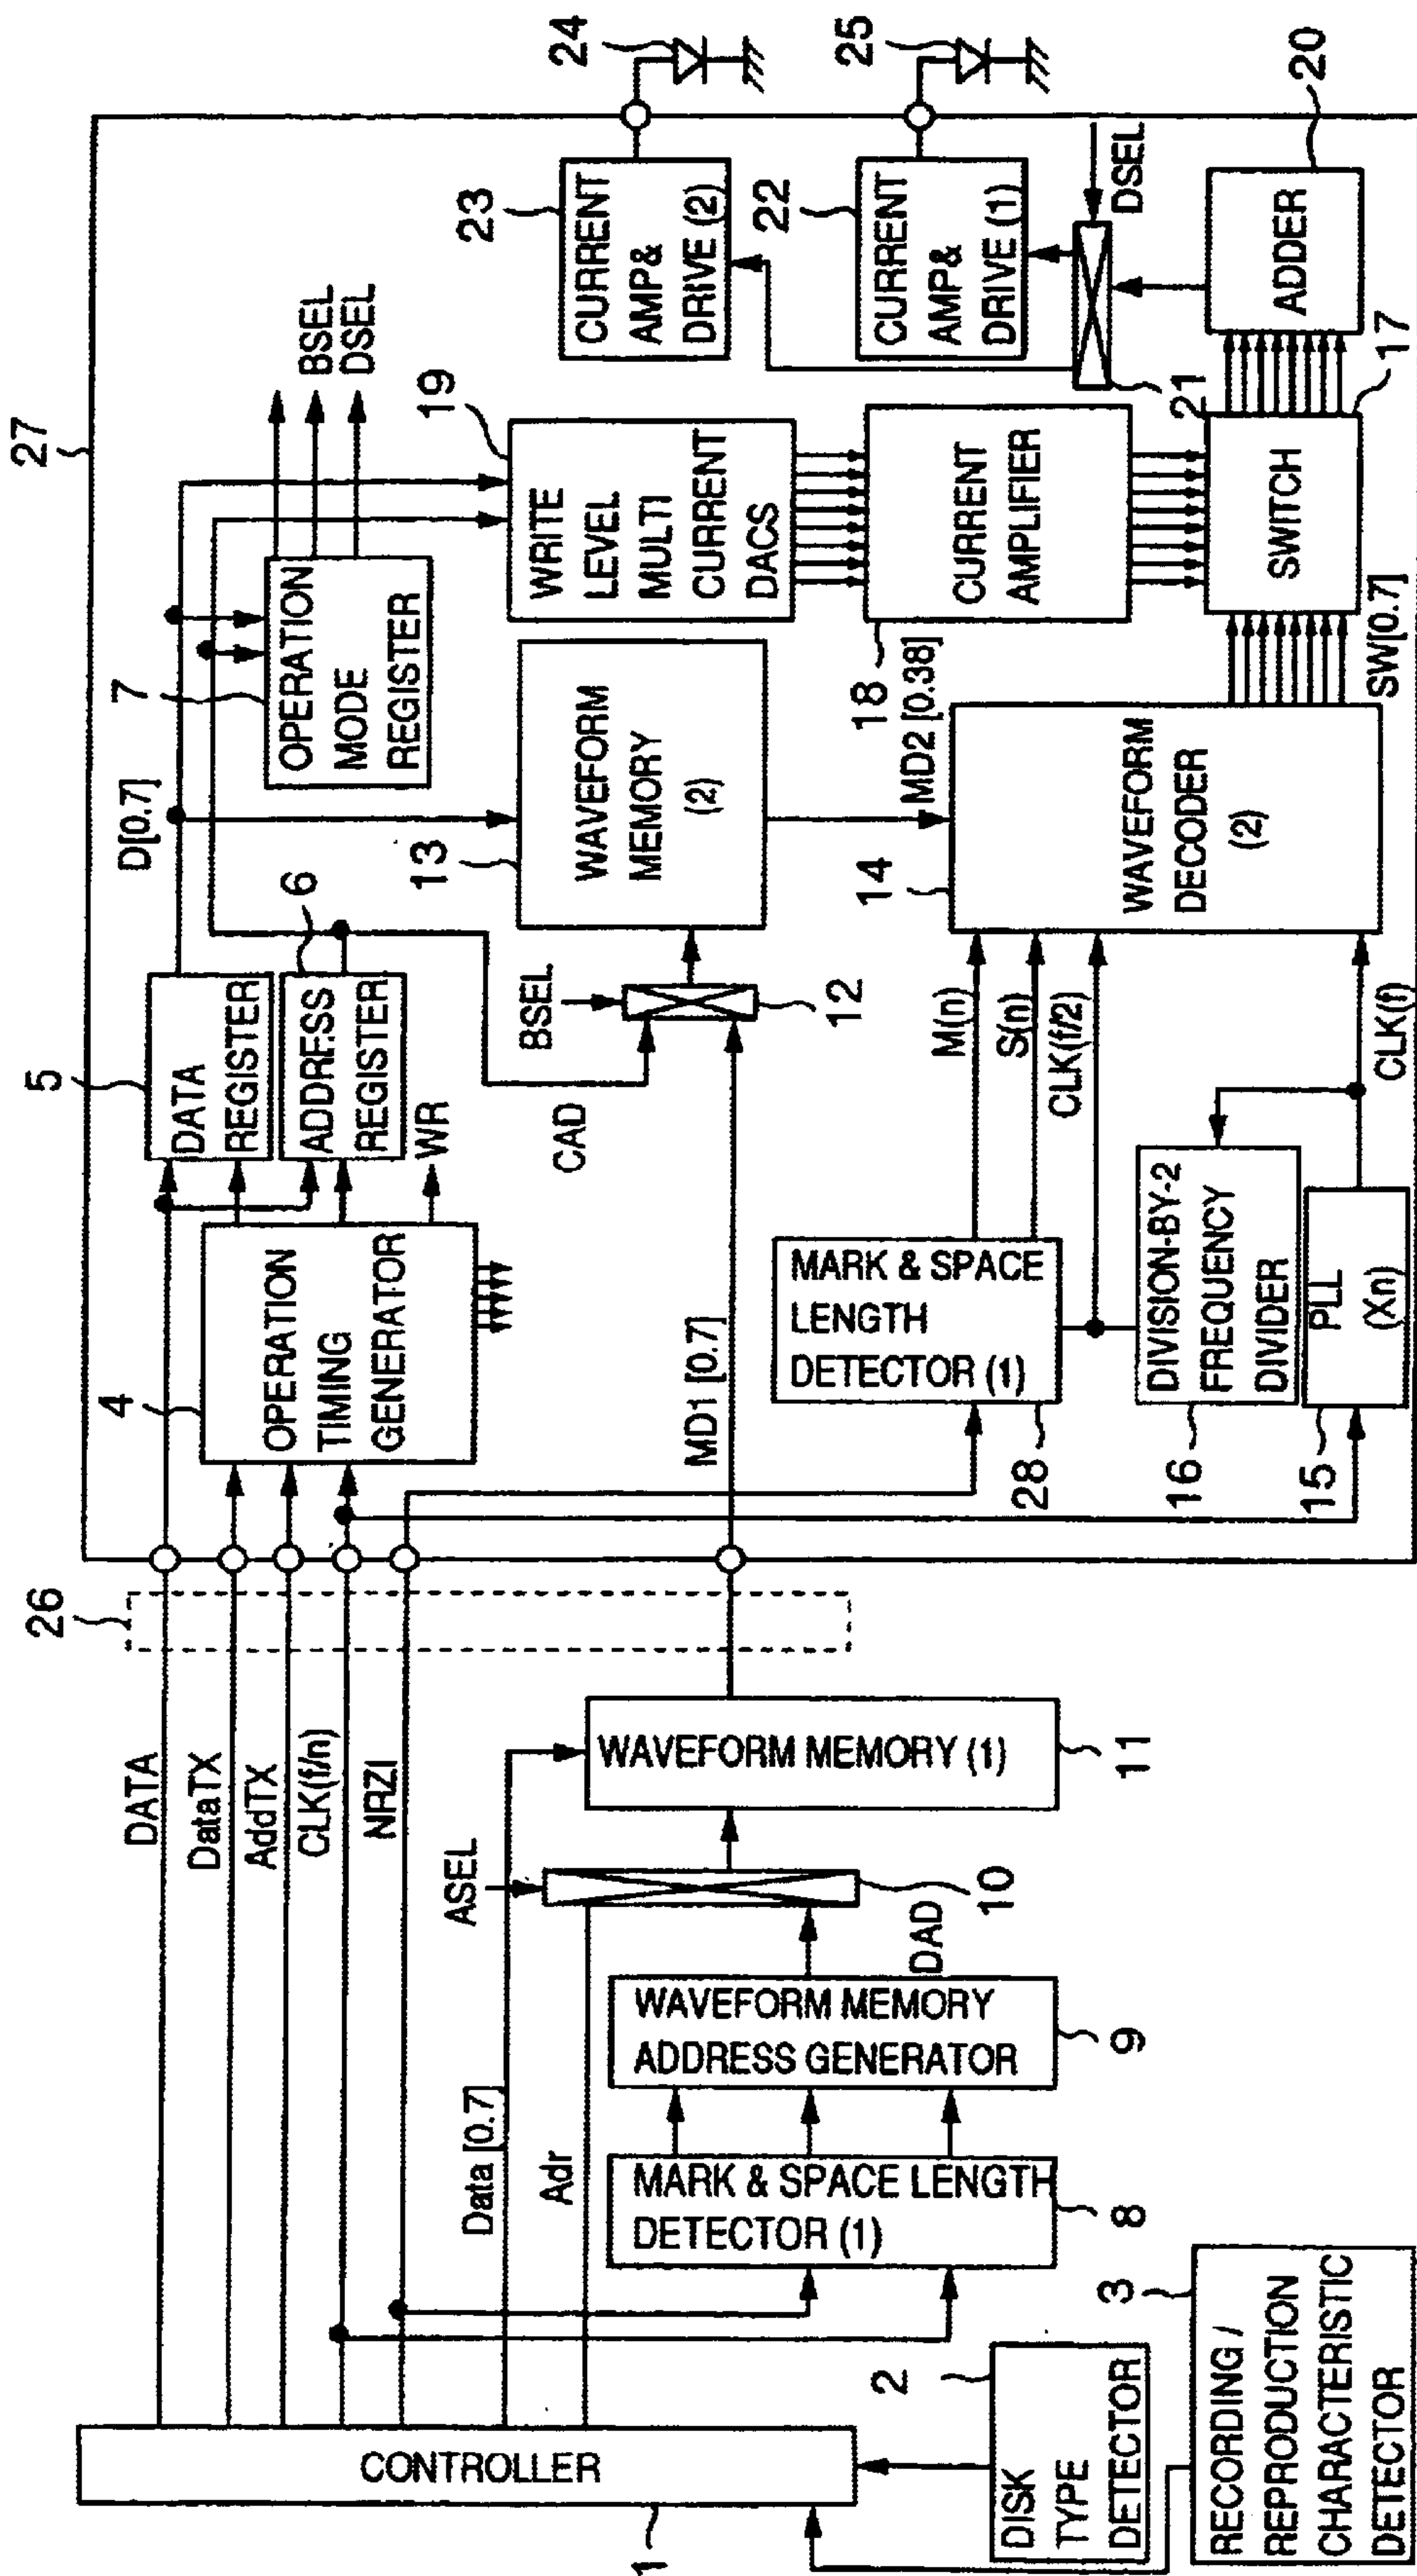 27
DATA
DataTX
AddTX
CLK(f/n)
NRZI
Data [0.7]
Adr
ASEL
26
CONTROLLER
1
DISK
TYPE
DETECTOR
2
RECORDING /
REPRODUCTION
CHARACTERISTIC
DETECTOR
3
MARK & SPACE LENGTH
DETECTOR (1)
8
WAVEFORM MEMORY
ADDRESS GENERATOR
9
DAD
10
WAVEFORM MEMORY (1)
11
OPERATION
TIMING
GENERATOR
4
WR
DATA
REGISTER
5
ADDRESS
REGISTER
6
D[0.7]
OPERATION
MODE
REGISTER
7
BSEL
DSEL
MD1 [0.7]
CAD
BSEL
12
WAVEFORM
MEMORY
(2)
13
MD2 [0.38]
WRITE
LEVEL
MULTI
CURRENT
DACS
19
CURRENT
AMPLIFIER
18
MARK & SPACE
LENGTH
DETECTOR (1)
28
M(n)
S(n)
CLK(f/2)
DIVISION-BY-2
FREQUENCY
DIVIDER
16
PLL
(Xn)
15
CLK(f)
WAVEFORM
DECODER
(2)
14
SW[0.7]
SWITCH
17
ADDER
20
21
DSEL
CURRENT
AMP&
DRIVE (1)
22
CURRENT
AMP&
DRIVE (2)
23
24
25